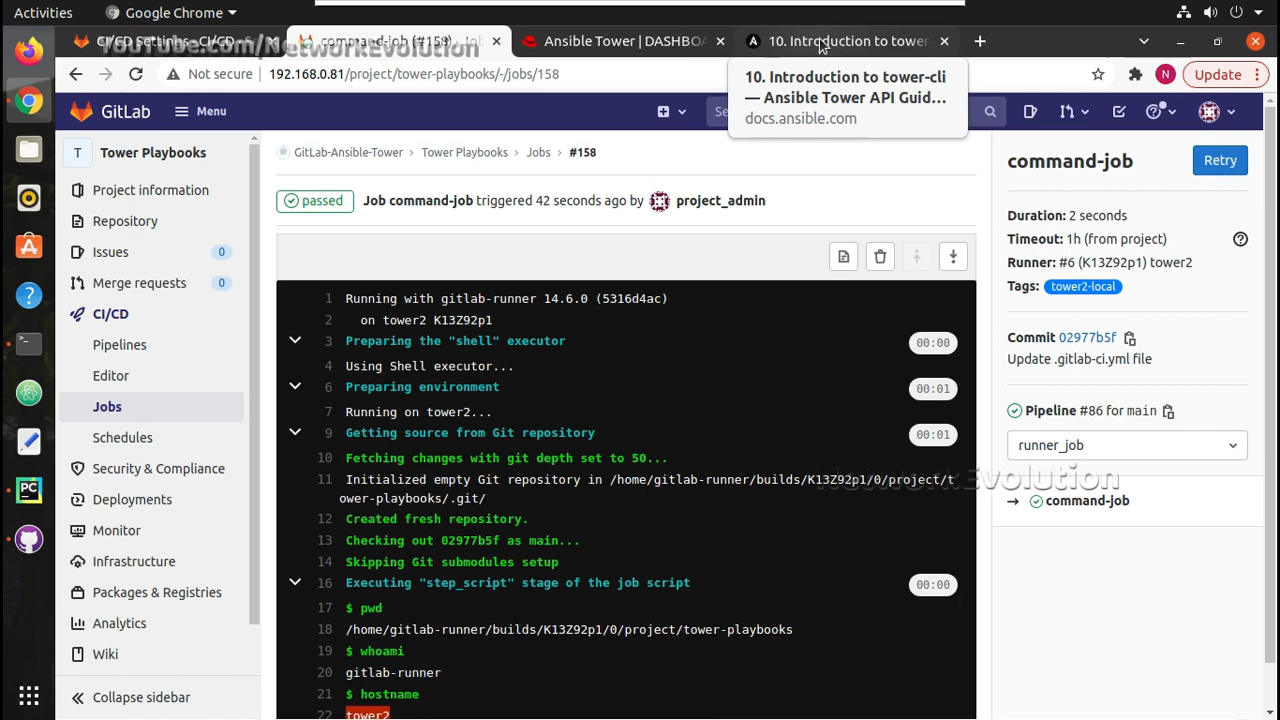 Activities
Google Chrome
CI/CD Settings · CI/CD · S
command-job (#158) · Job
Ansible Tower | DASHBOA
10. Introduction to tower-
YouTube.com/NetworkEvolution
Not secure
192.168.0.81/project/tower-playbooks/-/jobs/158
N
Update
10. Introduction to tower-cli
— Ansible Tower API Guid...
docs.ansible.com
GitLab
Menu
Se
T
Tower Playbooks
Project information
Repository
Issues
0
Merge requests
0
CI/CD
Pipelines
Editor
Jobs
Schedules
Security & Compliance
Deployments
Monitor
Infrastructure
Packages & Registries
Analytics
Wiki
Collapse sidebar
GitLab-Ansible-Tower > Tower Playbooks > Jobs > #158
passed
Job command-job triggered 42 seconds ago by project_admin
1 Running with gitlab-runner 14.6.0 (5316d4ac)
2 on tower2 K13Z92p1
3 Preparing the "shell" executor
00:00
4 Using Shell executor...
6 Preparing environment
00:01
7 Running on tower2...
9 Getting source from Git repository
00:01
10 Fetching changes with git depth set to 50...
11 Initialized empty Git repository in /home/gitlab-runner/builds/K13Z92p1/0/project/t
ower-playbooks/.git/
12 Created fresh repository.
13 Checking out 02977b5f as main...
14 Skipping Git submodules setup
16 Executing "step_script" stage of the job script
00:00
17 $ pwd
18 /home/gitlab-runner/builds/K13Z92p1/0/project/tower-playbooks
19 $ whoami
20 gitlab-runner
21 $ hostname
22 tower2
command-job
Retry
Duration: 2 seconds
Timeout: 1h (from project)
Runner: #6 (K13Z92p1) tower2
Tags: tower2-local
Commit 02977b5f
Update .gitlab-ci.yml file
Pipeline #86 for main
runner_job
NetworkEvolution
command-job